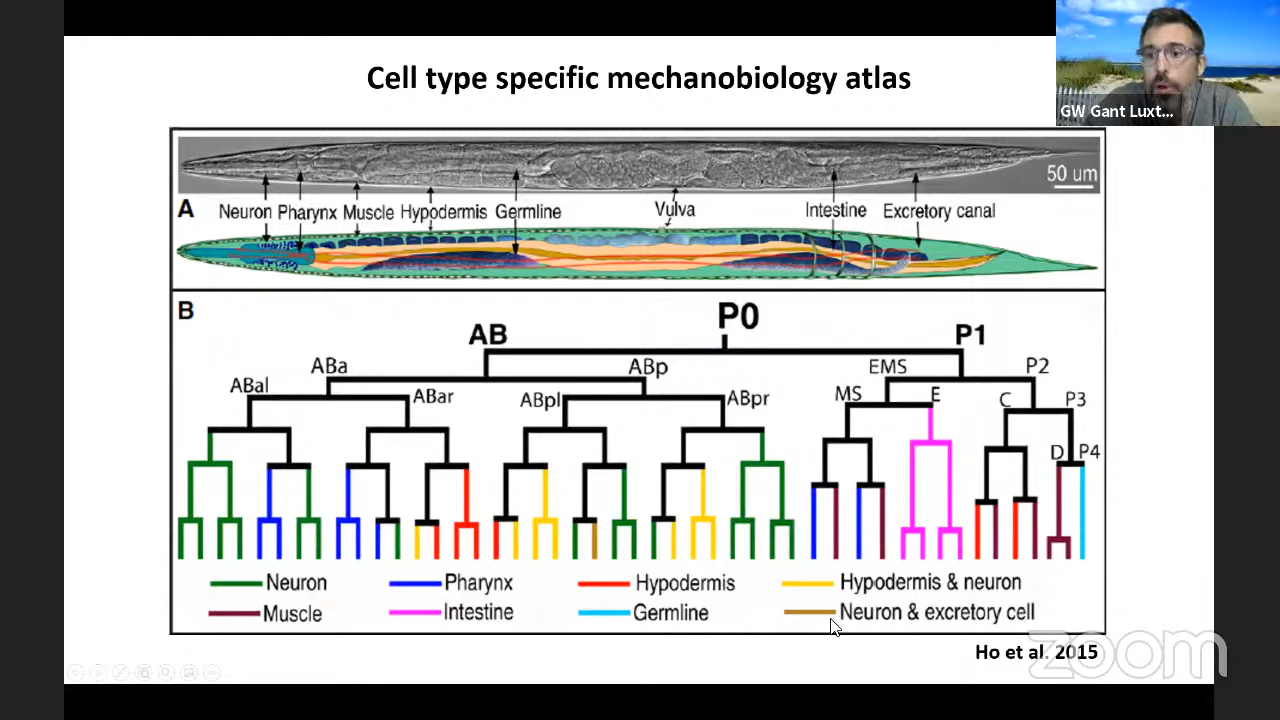 Cell type specific mechanobiology atlas
GW Gant Luxt...
50 um
A
Neuron Pharynx Muscle Hypodermis Germline Vulva Intestine Excretory canal
B
P0
AB P1
ABa ABp EMS P2
ABal ABar ABpl ABpr MS E C P3
D P4
Neuron Pharynx Hypodermis Hypodermis & neuron
Muscle Intestine Germline Neuron & excretory cell
Ho et al. 2015
zoom